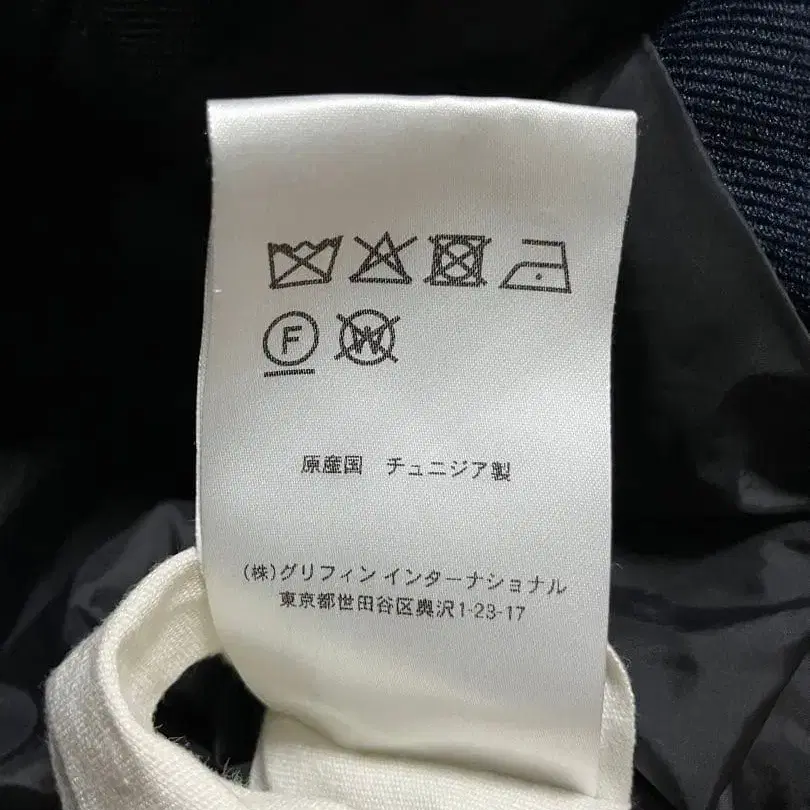 F W
原産国 チュニジア製
(株)グリフィン インターナショナル
東京都世田谷区奥沢1-23-17